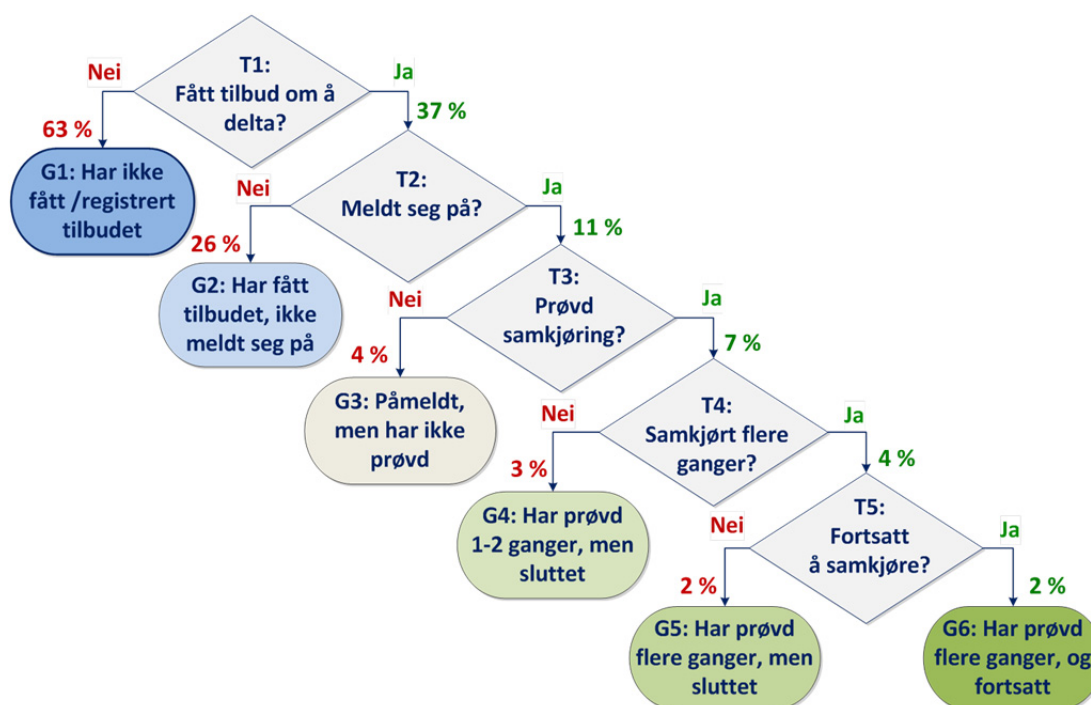 T1:
Fått tilbud om å
delta?
Nei
Ja
63 %
37 %
G1: Har ikke
fått /registrert
tilbudet
T2:
Meldt seg på?
Nei
Ja
26 %
11 %
G2: Har fått
tilbudet, ikke
meldt seg på
T3:
Prøvd
samkjøring?
Nei
Ja
4 %
7 %
G3: Påmeldt,
men har ikke
prøvd
T4:
Samkjørt flere
ganger?
Nei
Ja
3 %
4 %
G4: Har prøvd
1-2 ganger, men
sluttet
T5:
Fortsatt
å samkjøre?
Nei
Ja
2 %
2 %
G5: Har prøvd
flere ganger, men
sluttet
G6: Har prøvd
flere ganger, og
fortsatt